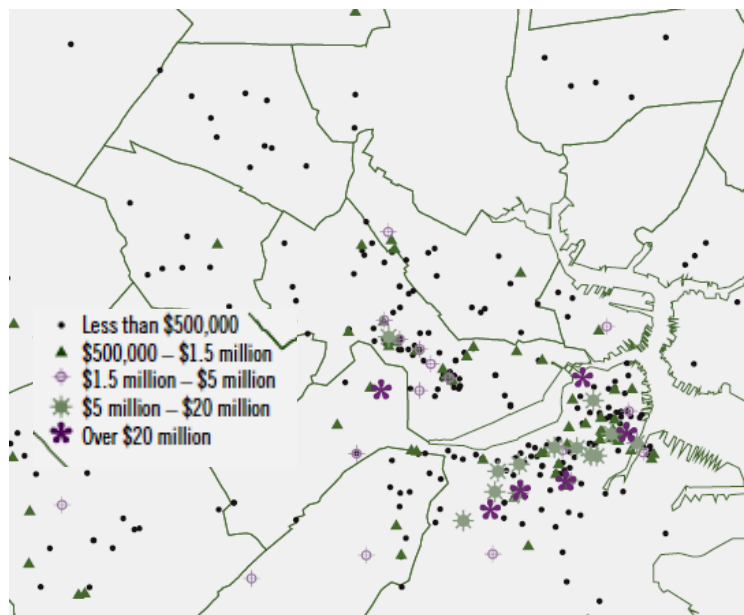 Less than $500,000
$500,000 – $1.5 million
$1.5 million – $5 million
$5 million – $20 million
Over $20 million